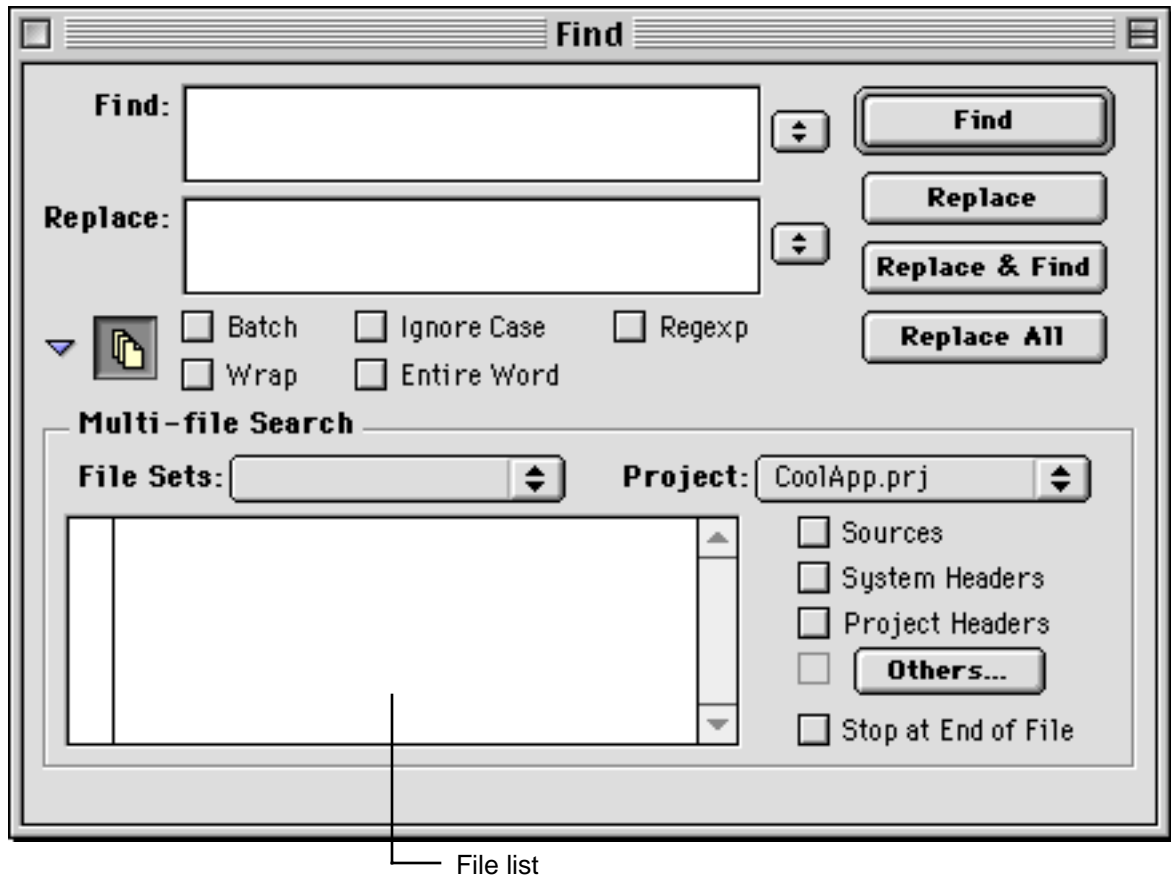 Find
Find:
Find
Replace:
Replace
Replace & Find
Batch
Ignore Case
Regexp
Replace All
Wrap
Entire Word
Multi-file Search
File Sets:
Project: CoolApp.prj
Sources
System Headers
Project Headers
Others...
Stop at End of File
File list